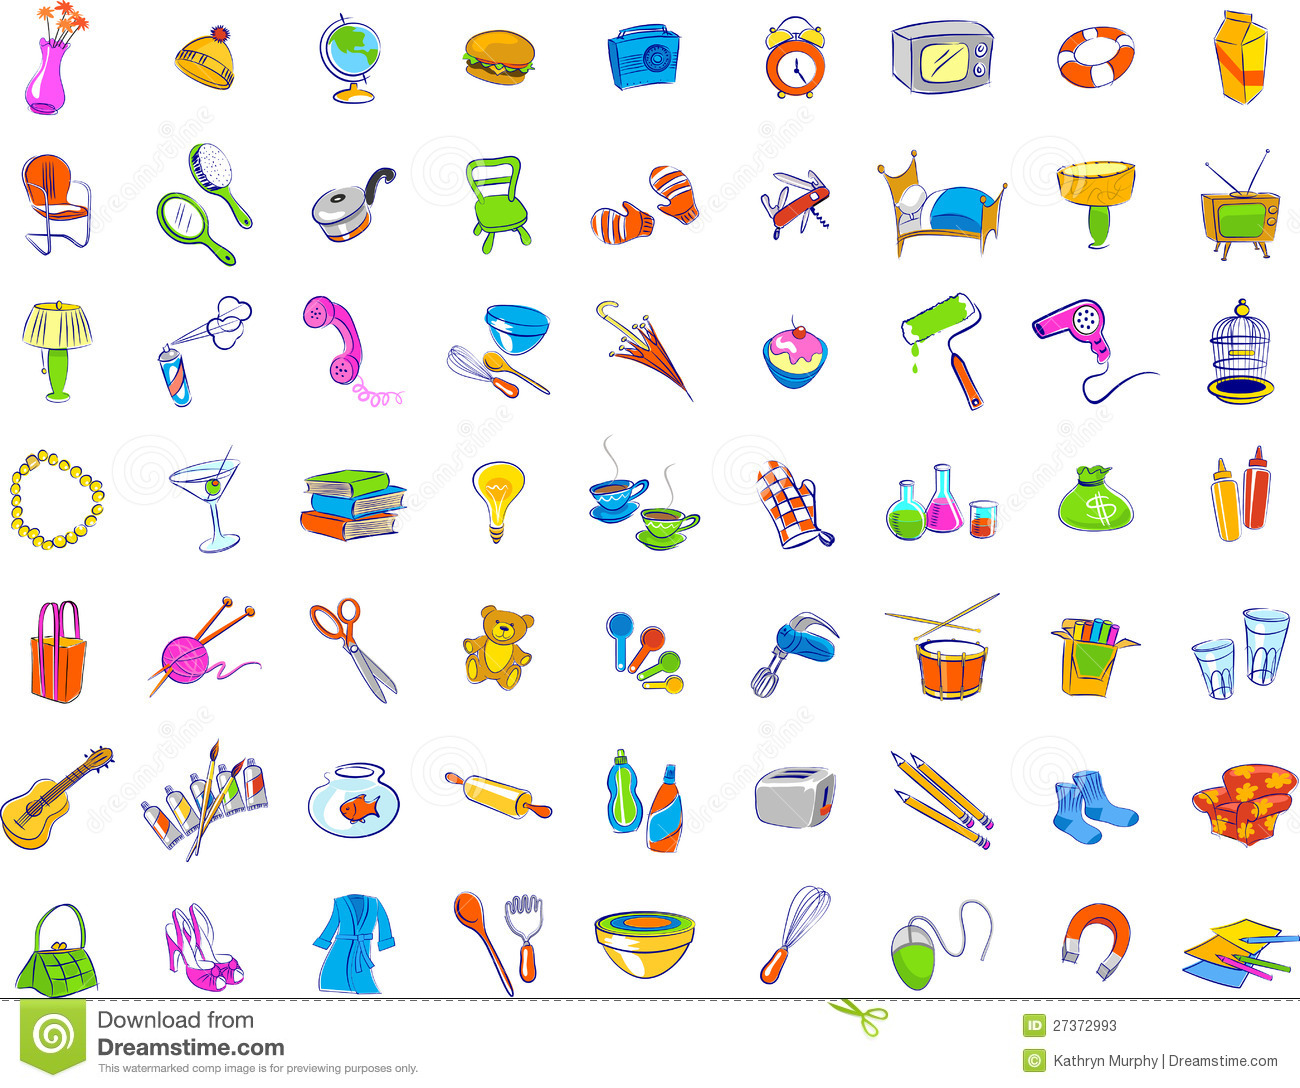 $
Download from
Dreamstime.com
This watermarked comp image is for previewing purposes only.
ID 27372993
© Kathryn Murphy | Dreamstime.com